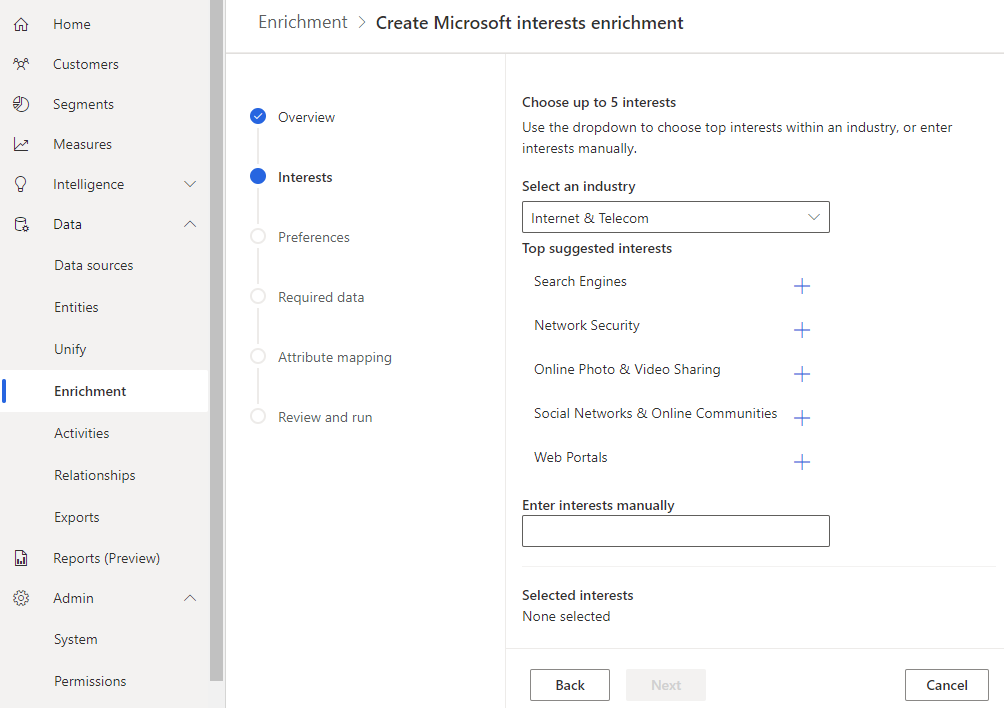 Home
Customers
Segments
Measures
Intelligence
Data
Data sources
Entities
Unify
Enrichment
Activities
Relationships
Exports
Reports (Preview)
Admin
System
Permissions
Enrichment > Create Microsoft interests enrichment
Overview
Interests
Preferences
Required data
Attribute mapping
Review and run
Choose up to 5 interests
Use the dropdown to choose top interests within an industry, or enter
interests manually.
Select an industry
Internet & Telecom
Top suggested interests
Search Engines
Network Security
Online Photo & Video Sharing
Social Networks & Online Communities
Web Portals
Enter interests manually
Selected interests
None selected
Back
Next
Cancel